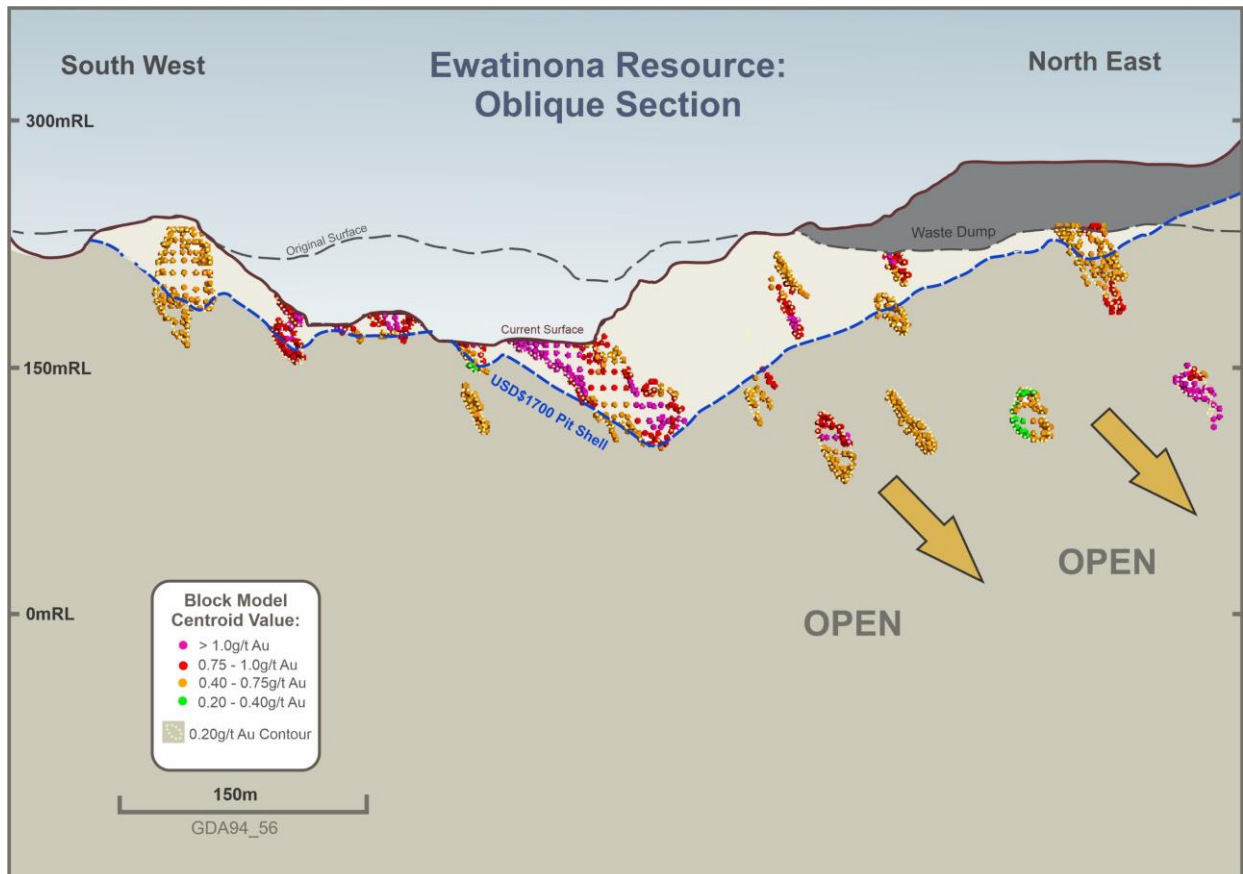 South West
Ewatinona Resource:
Oblique Section
North East
300mRL
Original Surface
Waste Dump
Current Surface
150mRL
USD$1700 Pit Shell
OPEN
OPEN
0mRL
Block Model
Centroid Value:
> 1.0g/t Au
0.75 - 1.0g/t Au
0.40 - 0.75g/t Au
0.20 - 0.40g/t Au
0.20g/t Au Contour
150m
GDA94_56